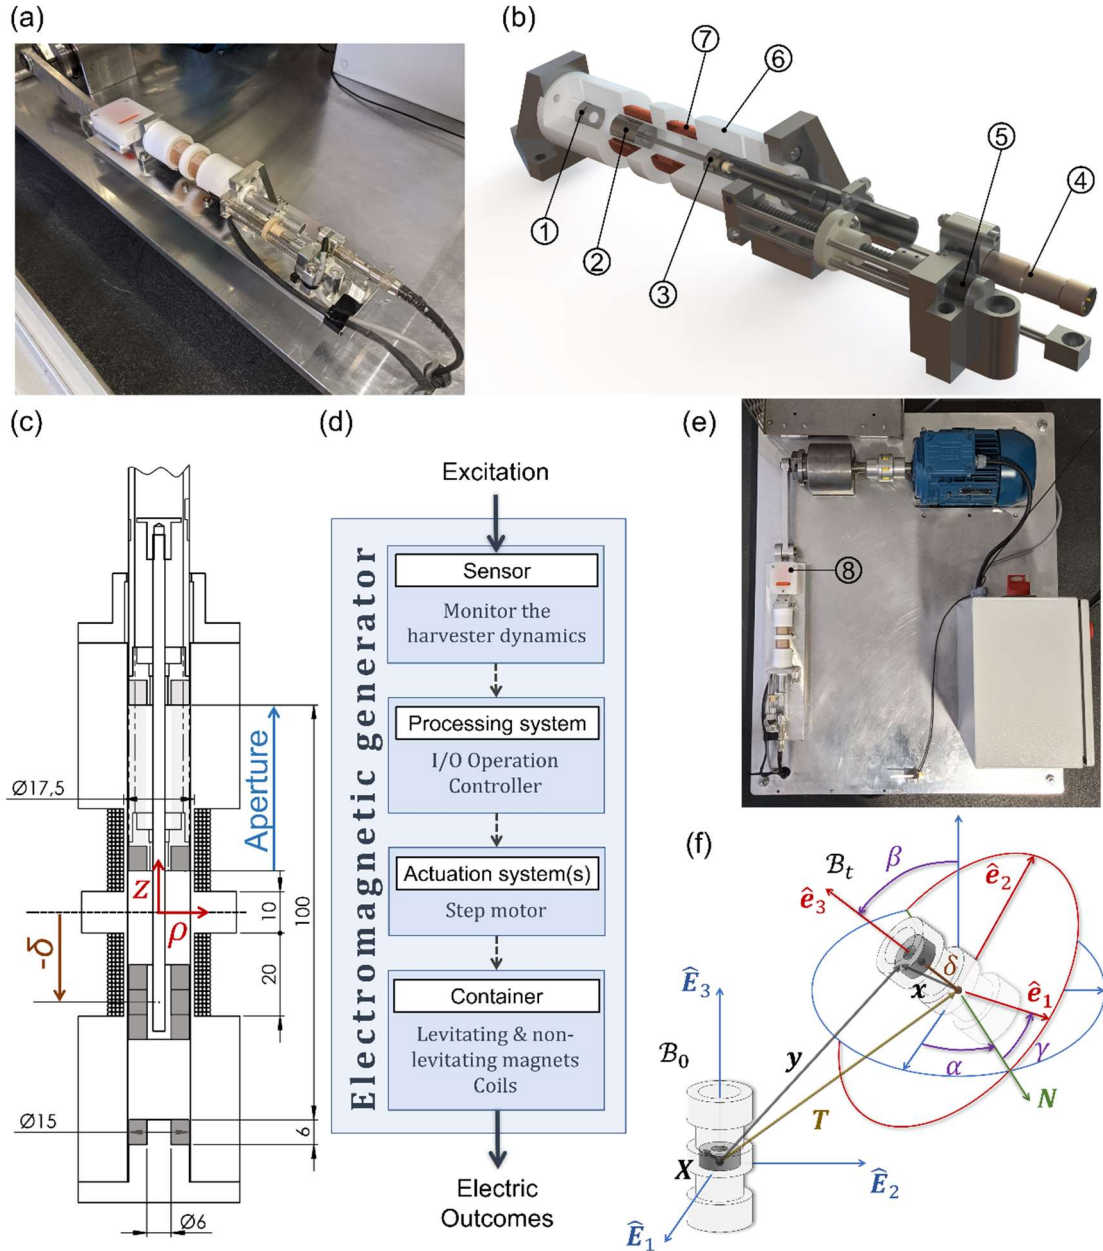 (a)
(b)
7
6
5
4
1
2
3
(c)
(d)
(e)
Excitation
Electromagnetic generator
Sensor
Monitor the
harvester dynamics
Processing system
I/O Operation
Controller
Actuation system(s)
Step motor
Container
Levitating & non-
levitating magnets
Coils
Electric
Outcomes
Ø17,5
Aperture
z
ρ
-δ
10
100
20
Ø15
6
Ø6
8
(f)
β
𝓑t
ê2
ê3
δ
x
ê1
α
γ
N
Ê3
𝓑0
y
T
X
Ê2
Ê1